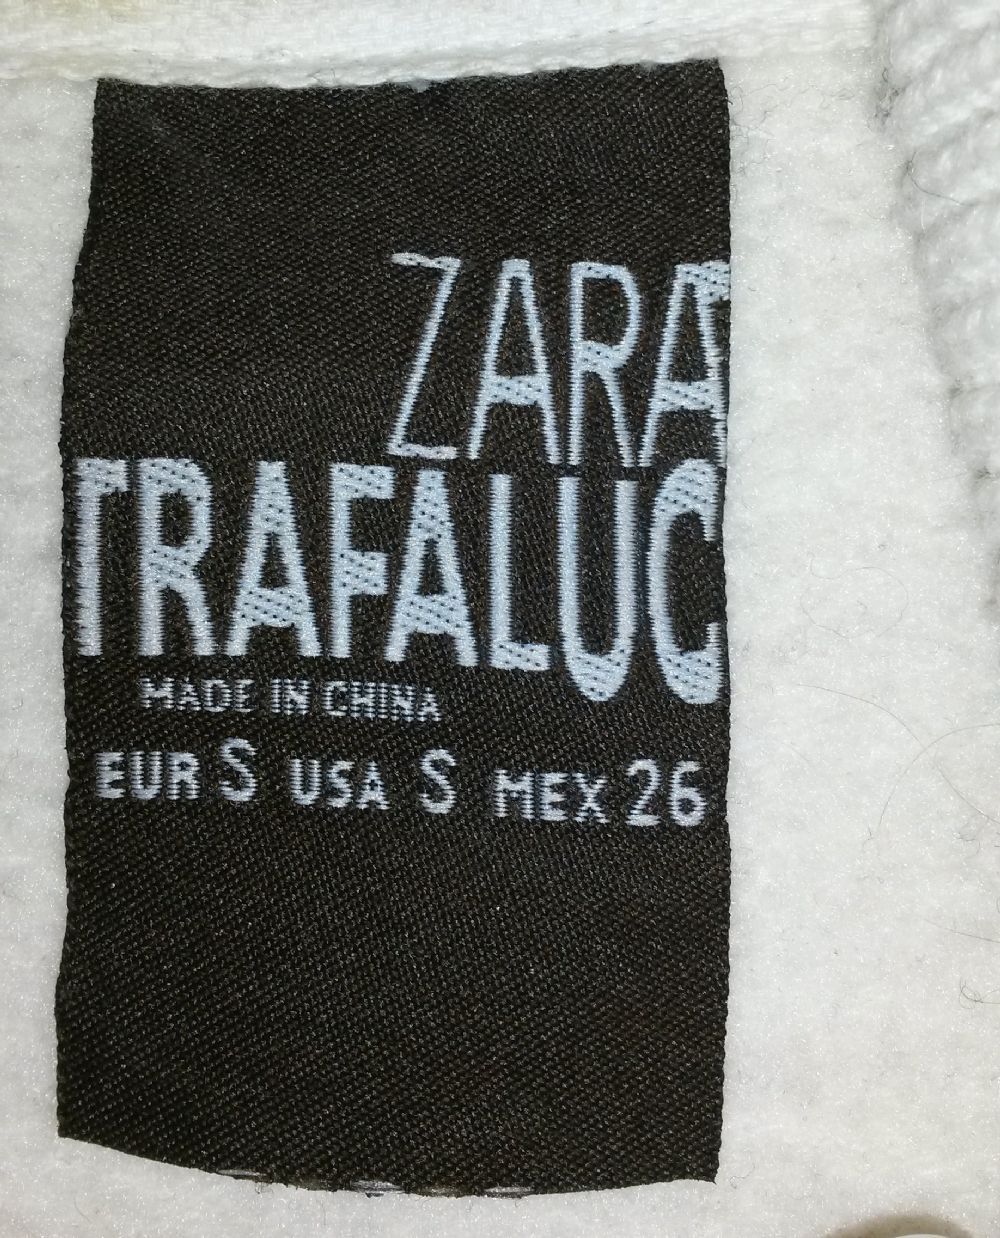 ZARA
TRAFALUC
MADE IN CHINA
EUR S USA S MEX 26